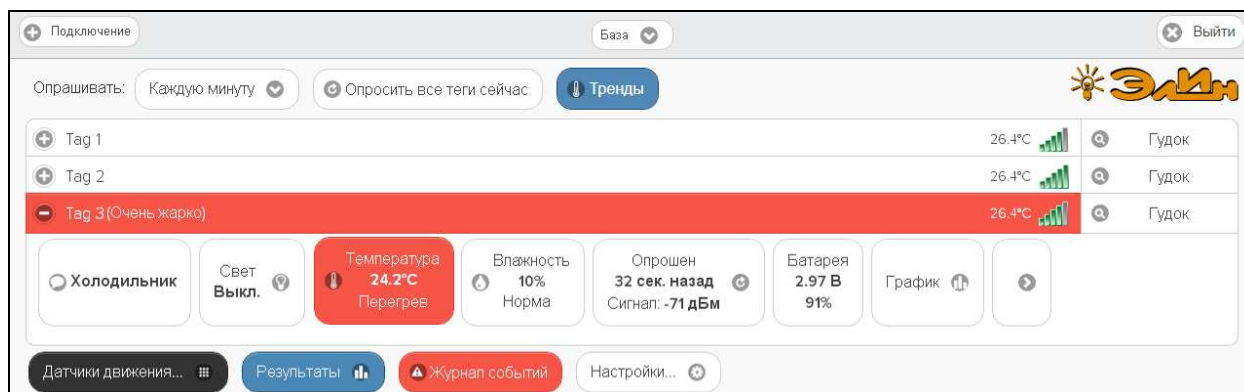 Подключение База Выйти
Опрашивать: Каждую минуту Опросить все теги сейчас Тренды ЭлИн
Tag 1 26.4°C Гудок
Tag 2 26.4°C Гудок
Tag 3(Очень жарко) 26.4°C Гудок
Холодильник
Свет
Выкл.
Температура
24.2°C
Перегрев
Влажность
10%
Норма
Опрошен
32 сек. назад
Сигнал: -71 дБм
Батарея
2.97 В
91%
График
Датчики движения... Результаты Журнал событий Настройки...